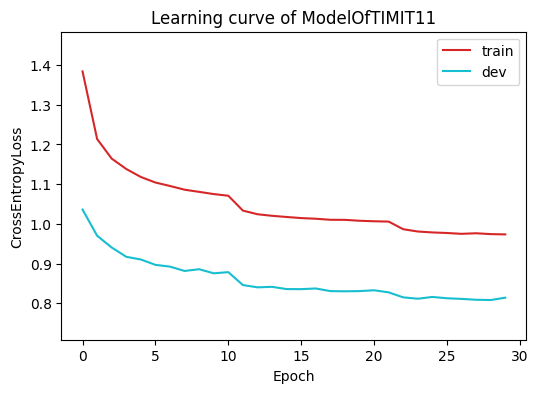 Learning curve of ModelOfTIMIT11
train
dev
1.4
1.3
1.2
1.1
1.0
0.9
0.8
CrossEntropyLoss
0 5 10 15 20 25 30
Epoch